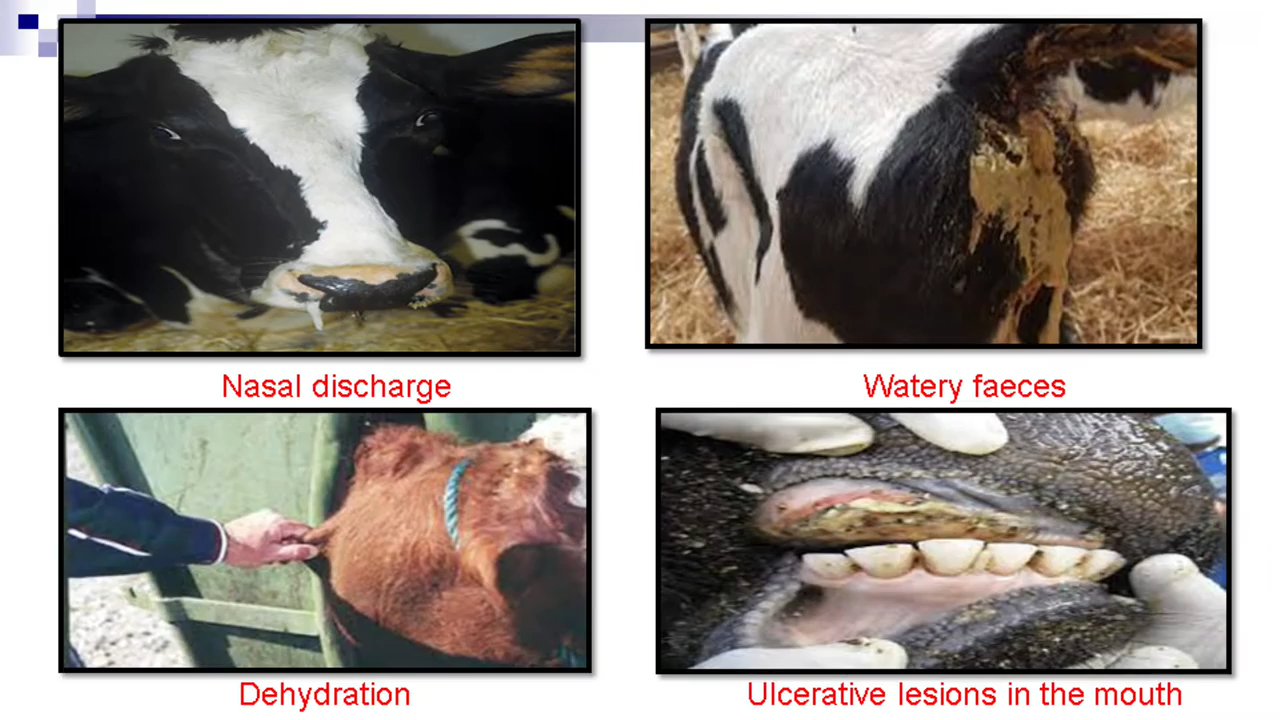 Nasal discharge
Watery faeces
Dehydration
Ulcerative lesions in the mouth